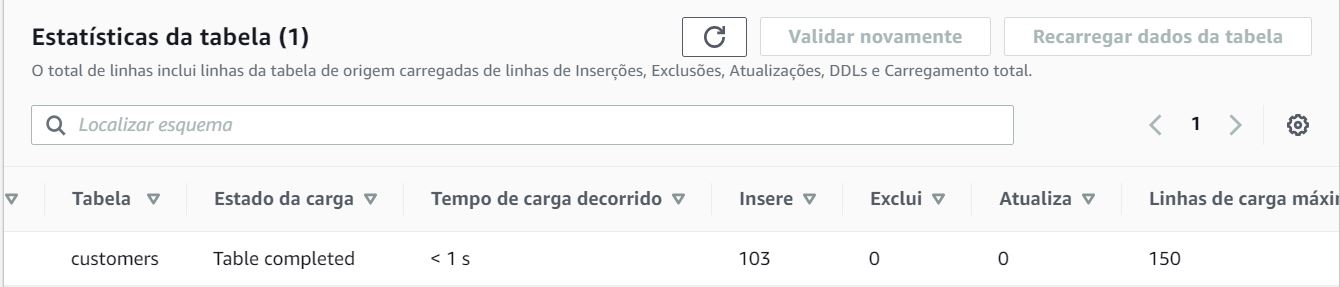 Estatísticas da tabela (1)
Validar novamente
Recarregar dados da tabela
O total de linhas inclui linhas da tabela de origem carregadas de linhas de Inserções, Exclusões, Atualizações, DDLs e Carregamento total.
Localizar esquema
1
Tabela Estado da carga Tempo de carga decorrido Insere Exclui Atualiza Linhas de carga
customers Table completed < 1 s 103 0 0 150